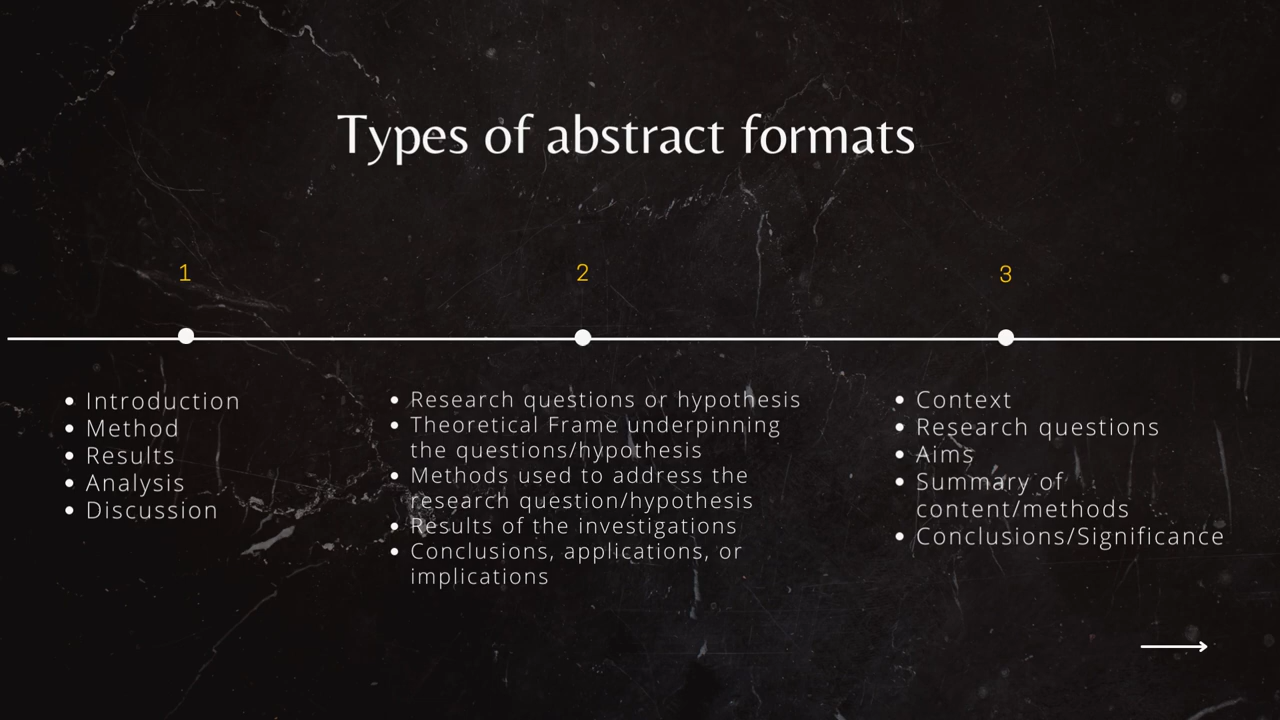 Types of abstract formats
1
2
3
Introduction
Method
Results
Analysis
Discussion
Research questions or hypothesis
Theoretical Frame underpinning
the questions/hypothesis
Methods used to address the
research question/hypothesis
Results of the investigations
Conclusions, applications, or
implications
Context
Research questions
Aims
Summary of
content/methods
Conclusions/Significance